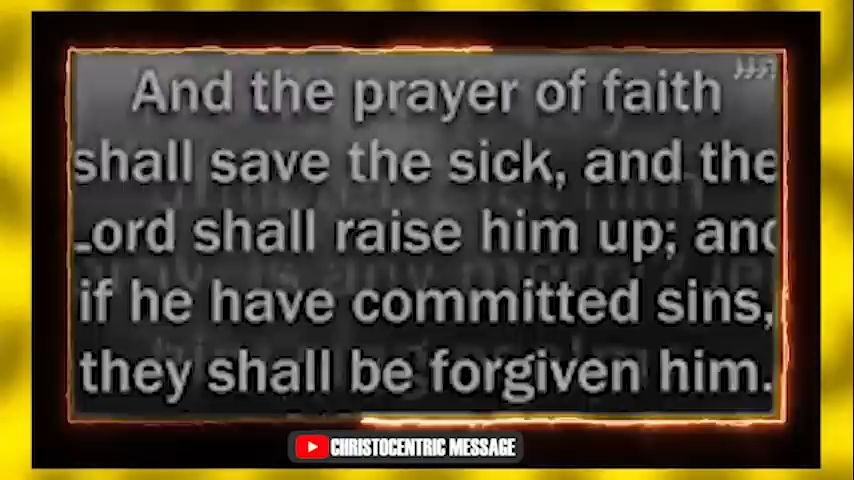 And the prayer of faith
shall save the sick, and the
Lord shall raise him up; and
if he have committed sins,
they shall be forgiven him.
CHRISTOCENTRIC MESSAGE